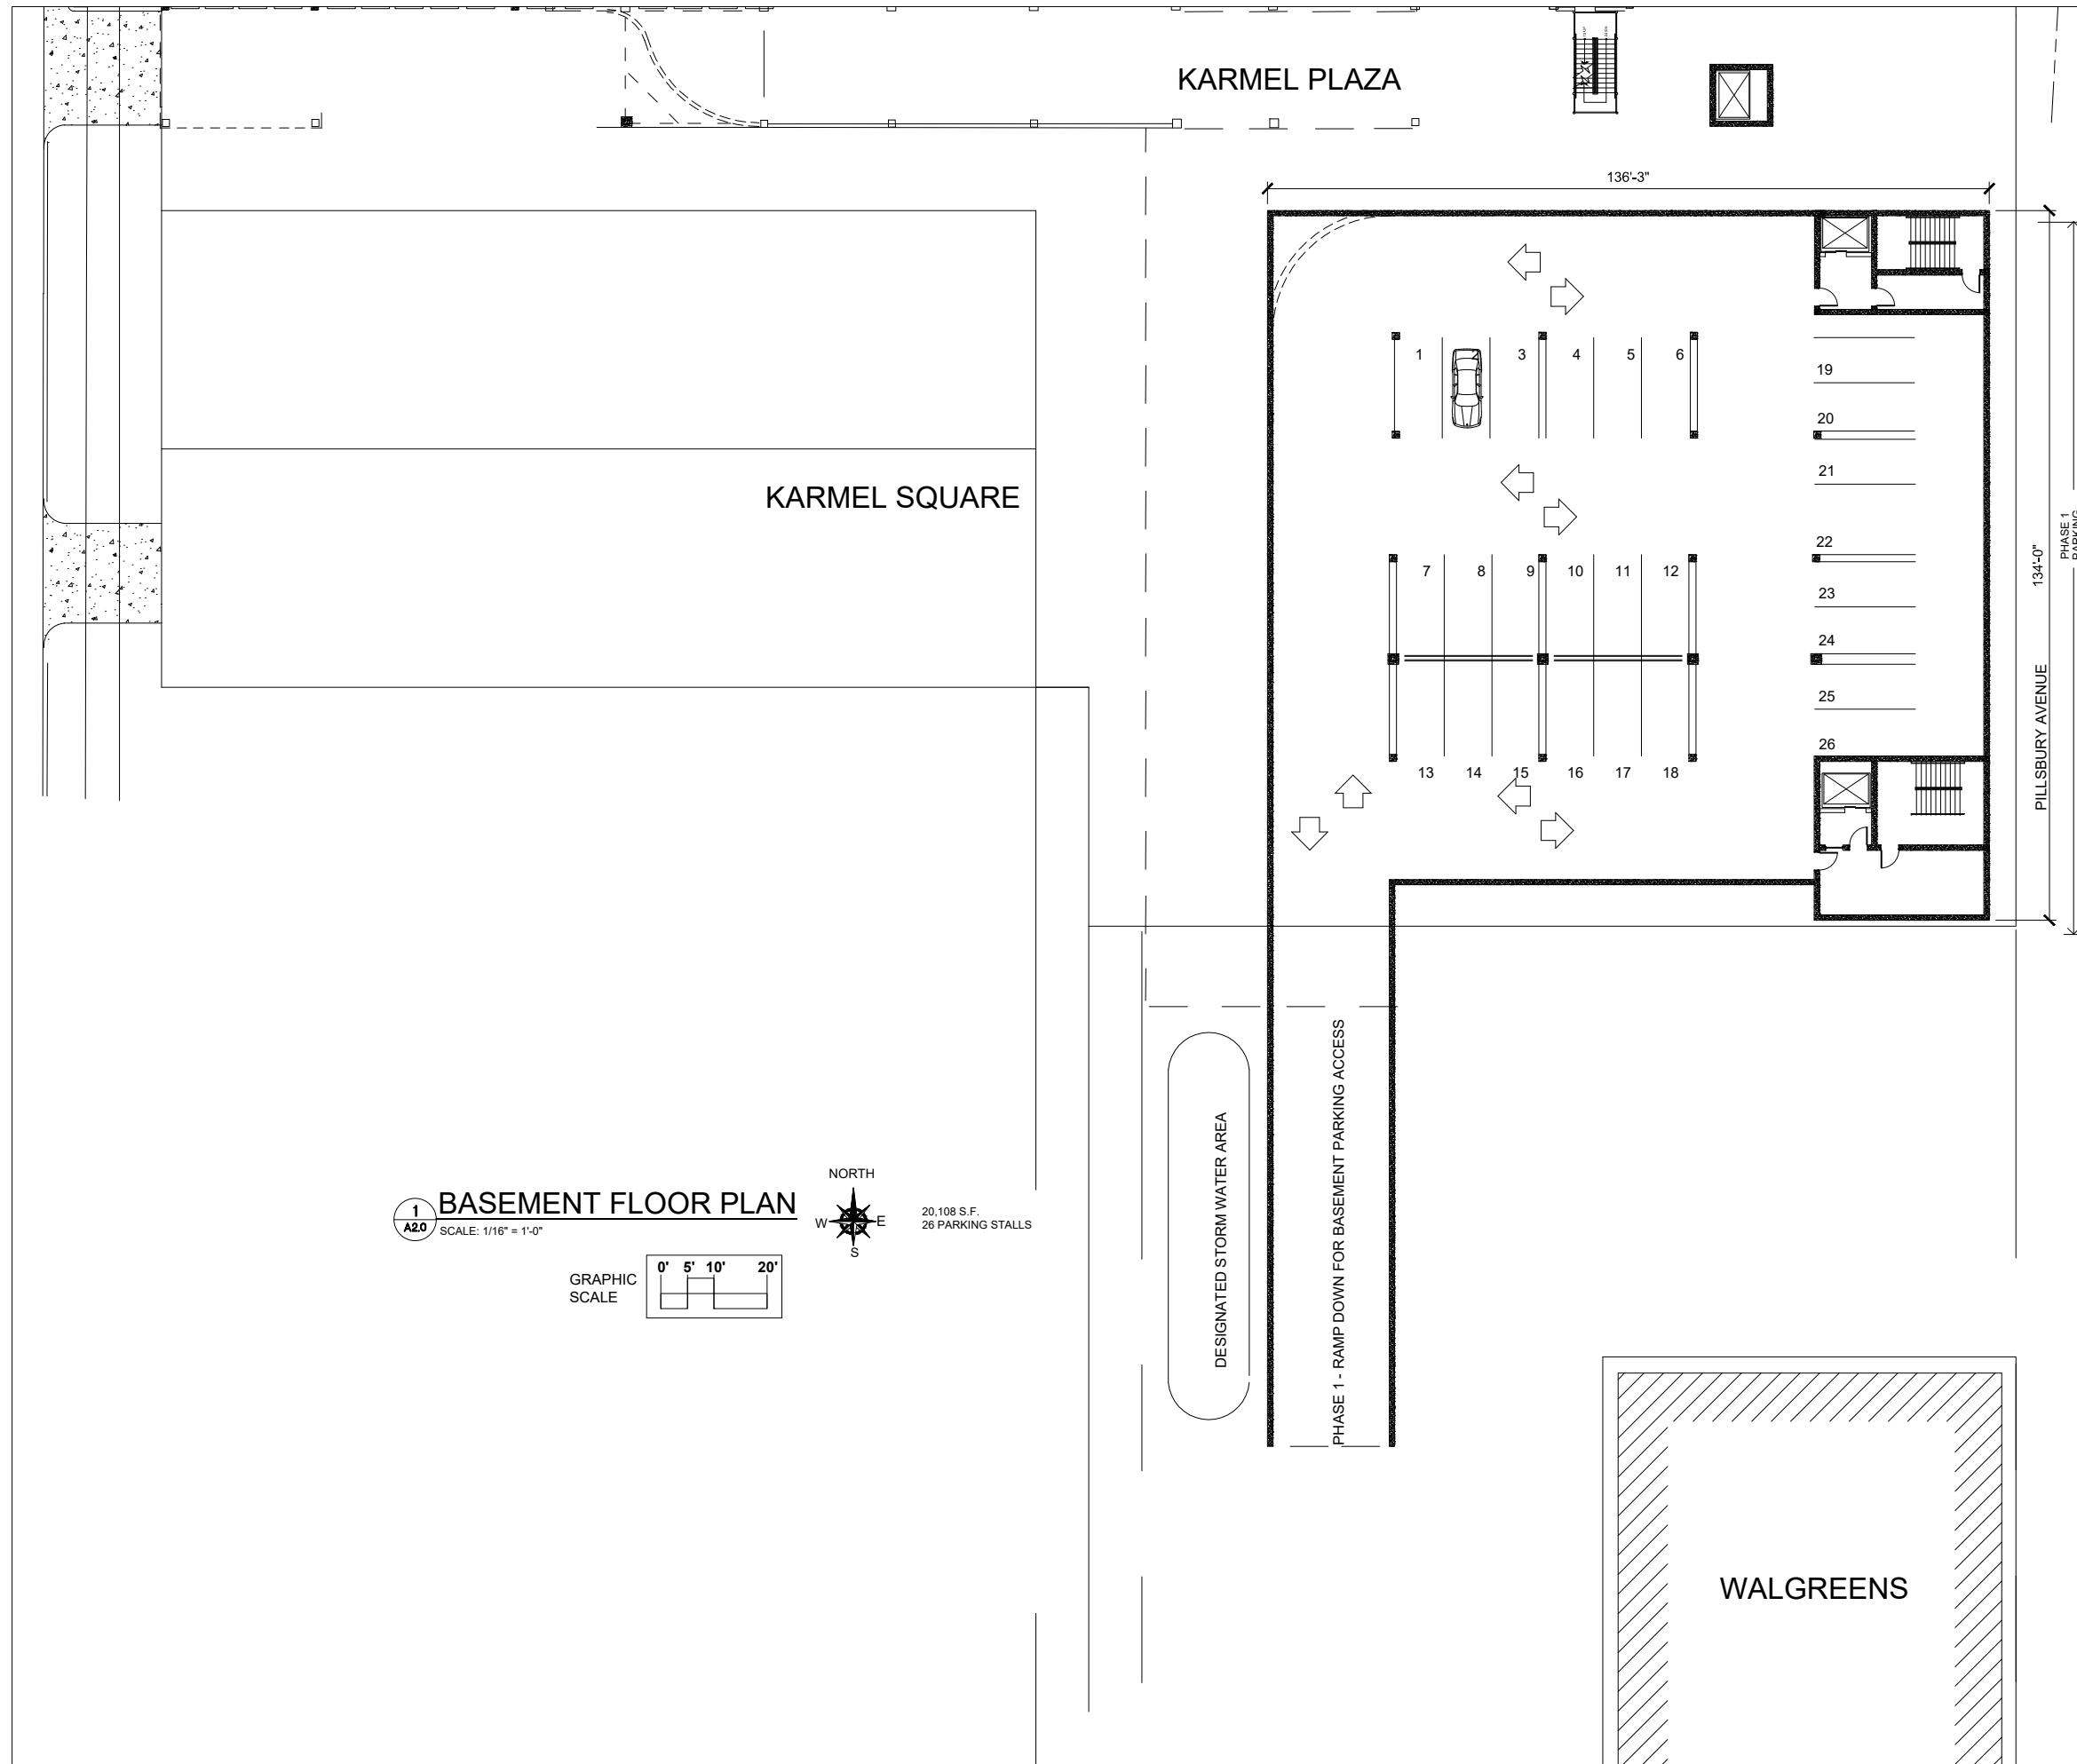 KARMEL PLAZA
136'-3"
1 2 3 4 5 6
19
20
21
22
23
24
25
26
KARMEL SQUARE
7 8 9 10 11 12
13 14 15 16 17 18
134'-0"
PILLSBURY AVENUE
PHASE 1
PARKING
DESIGNATED STORM WATER AREA
PHASE 1 - RAMP DOWN FOR BASEMENT PARKING ACCESS
1
A2.0
BASEMENT FLOOR PLAN
SCALE: 1/16" = 1'-0"
NORTH
W E
S
20,108 S.F.
26 PARKING STALLS
GRAPHIC
SCALE
0' 5' 10' 20'
WALGREENS